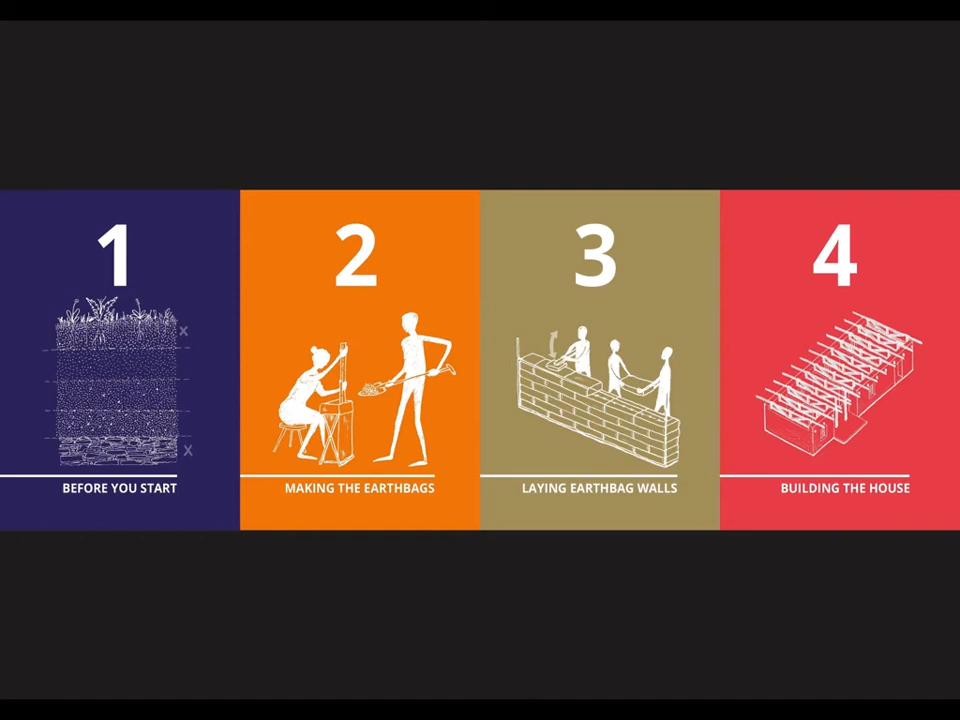 1
2
3
4
X
X
BEFORE YOU START
MAKING THE EARTHBAGS
LAYING EARTHBAG WALLS
BUILDING THE HOUSE